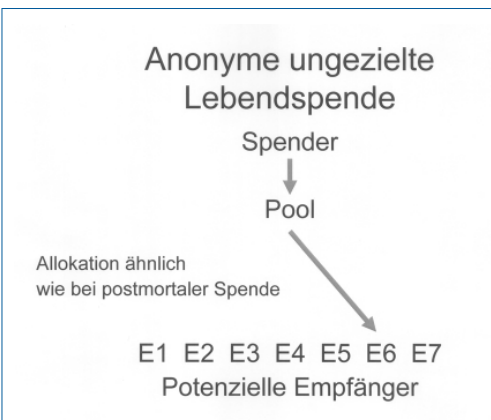 Anonyme ungezielte
Lebendspende
Spender
Pool
Allokation ähnlich
wie bei postmortaler Spende
E1 E2 E3 E4 E5 E6 E7
Potenzielle Empfänger